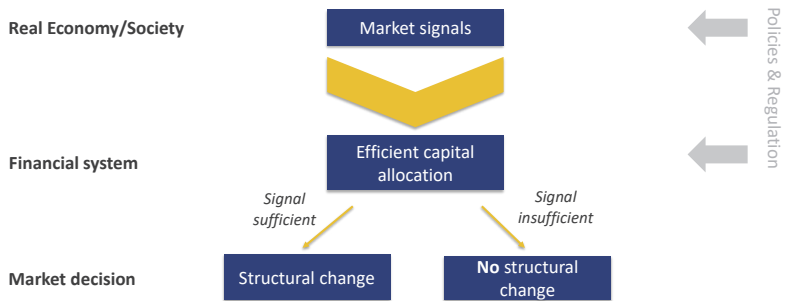 Real Economy/Society
Market signals
Policies & Regulation
Financial system
Efficient capital
allocation
Signal
sufficient
Signal
insufficient
Market decision
Structural change
No structural
change